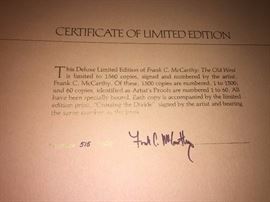 CERTIFICATE OF LIMITED EDITION
This Deluxe Limited Edition of Frank C. McCarthy: The Old West
is limited to 1560 copies, signed and numbered by the artist,
Frank C. McCarthy. Of these, 1500 copies are numbered 1 to 1500,
and 60 copies, identified as Artist's Proofs are numbered 1 to 60. All
have been specially bound. Each copy is accompanied by the limited
edition print, "Crossing the Divide" signed by the artist and bearing
the same number as the book.
515
Frank C. McCarthy